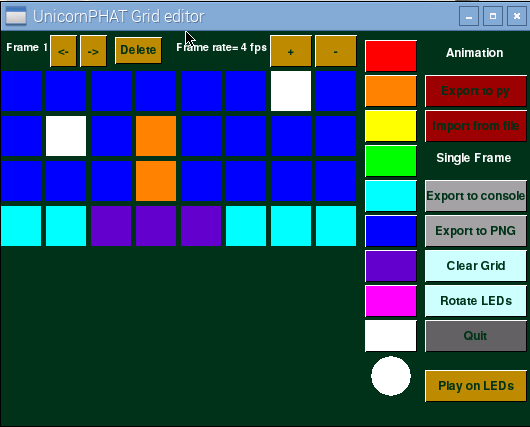 UnicornPHAT Grid editor
Frame 1 <- -> Delete Frame rate= 4 fps + -
Animation
Export to py
Import from file
Single Frame
Export to console
Export to PNG
Clear Grid
Rotate LEDs
Quit
Play on LEDs